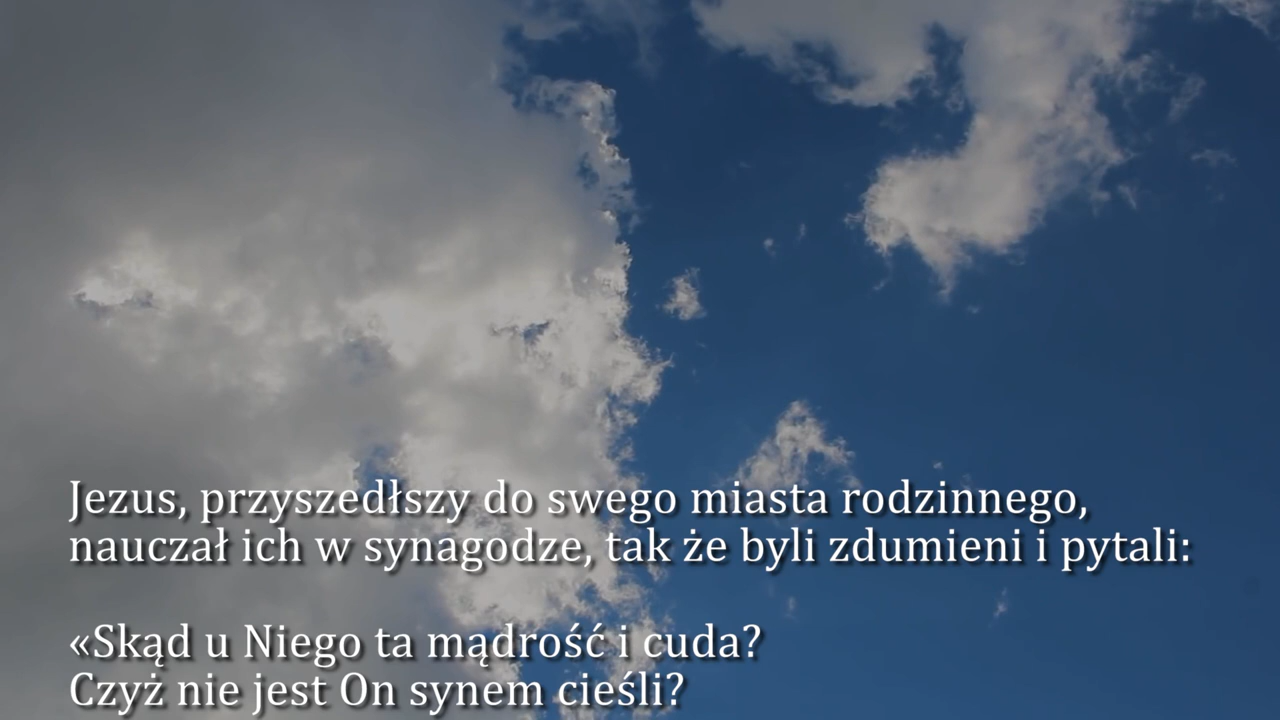 Jezus, przyszedłszy do swego miasta rodzinnego,
nauczał ich w synagodze, tak że byli zdumieni i pytali:
«Skąd u Niego ta mądrość i cuda?
Czyż nie jest On synem cieśli?